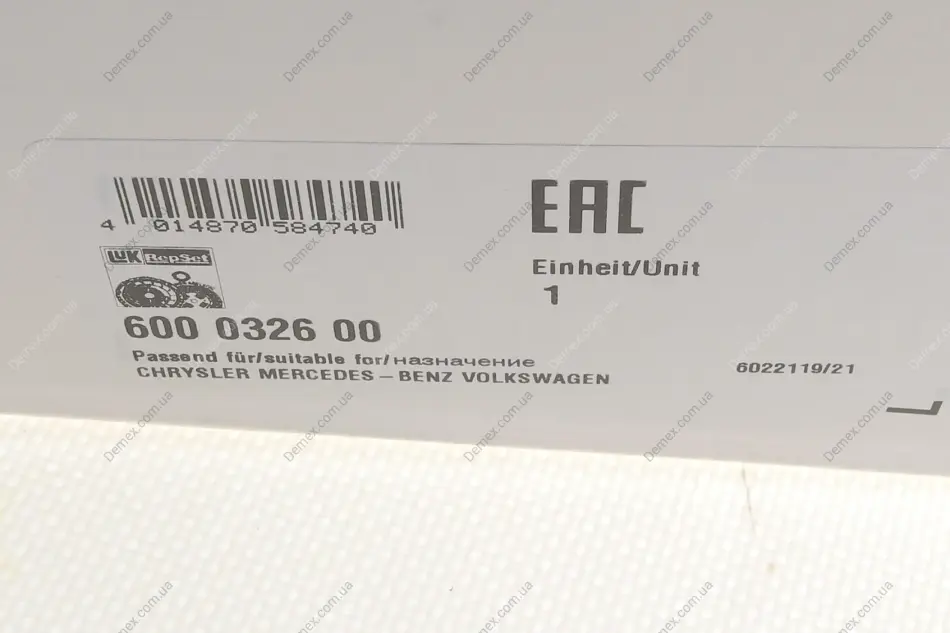 4 014870 584740
EAC
LUK RepSet
Einheit/Unit
1
600 0326 00
Passend für/suitable for/назначение
CHRYSLER MERCEDES – BENZ VOLKSWAGEN
6022119/21
Demex.com.ua